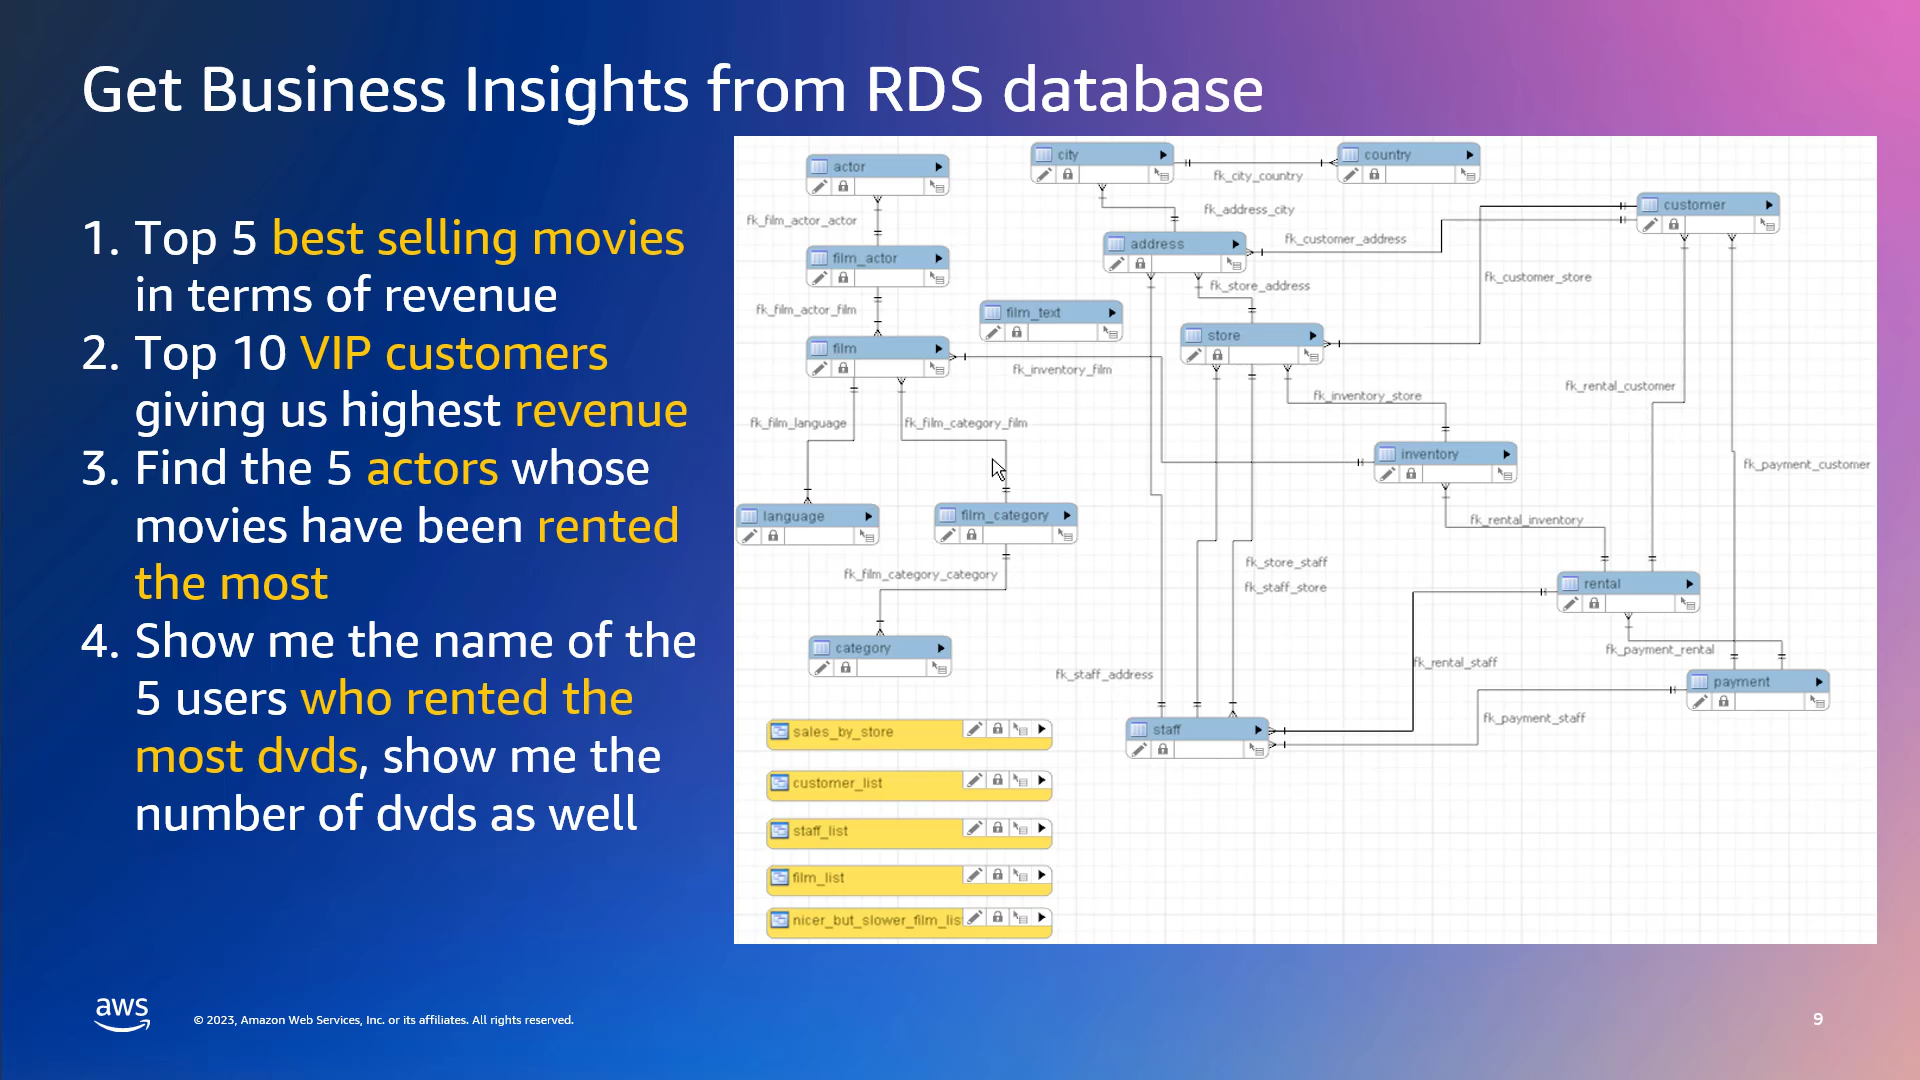 Get Business Insights from RDS database
1. Top 5 best selling movies
in terms of revenue
2. Top 10 VIP customers
giving us highest revenue
3. Find the 5 actors whose
movies have been rented
the most
4. Show me the name of the
5 users who rented the
most dvds, show me the
number of dvds as well
actor
city
country
fk_city_country
customer
fk_film_actor_actor
fk_address_city
address
fk_customer_address
film_actor
fk_customer_store
fk_store_address
fk_film_actor_film
film_text
store
film
fk_inventory_film
fk_rental_customer
fk_inventory_store
fk_film_language
fk_film_category_film
inventory
fk_payment_customer
language
film_category
fk_rental_inventory
fk_store_staff
fk_film_category_category
fk_staff_store
rental
category
fk_payment_rental
fk_rental_staff
fk_staff_address
payment
fk_payment_staff
staff
sales_by_store
customer_list
staff_list
film_list
nicer_but_slower_film_lis
aws
© 2023, Amazon Web Services, Inc. or its affiliates. All rights reserved.
9